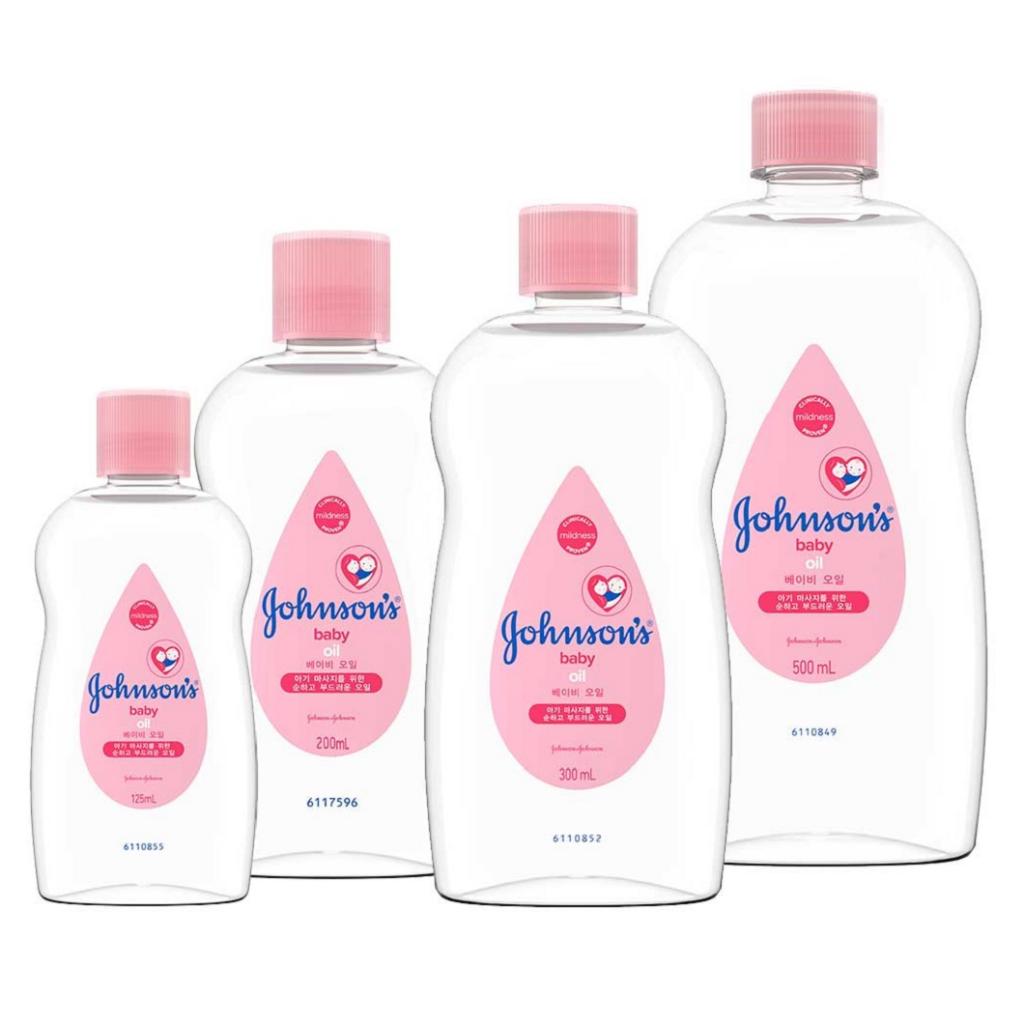 CLINICALLY
mildness
PROVEN®
Johnson's®
baby
oil
베이비 오일
아기 마사지를 위한
순하고 부드러운 오일
Johnson & Johnson
125mL
6110855
CLINICALLY
mildness
PROVEN®
Johnson's®
baby
oil
베이비 오일
아기 마사지를 위한
순하고 부드러운 오일
Johnson & Johnson
200mL
6117596
CLINICALLY
mildness
PROVEN®
Johnson's®
baby
oil
베이비 오일
아기 마사지를 위한
순하고 부드러운 오일
Johnson & Johnson
300 mL
6110852
CLINICALLY
mildness
PROVEN®
Johnson's®
baby
oil
베이비 오일
아기 마사지를 위한
순하고 부드러운 오일
Johnson & Johnson
500 mL
6110849